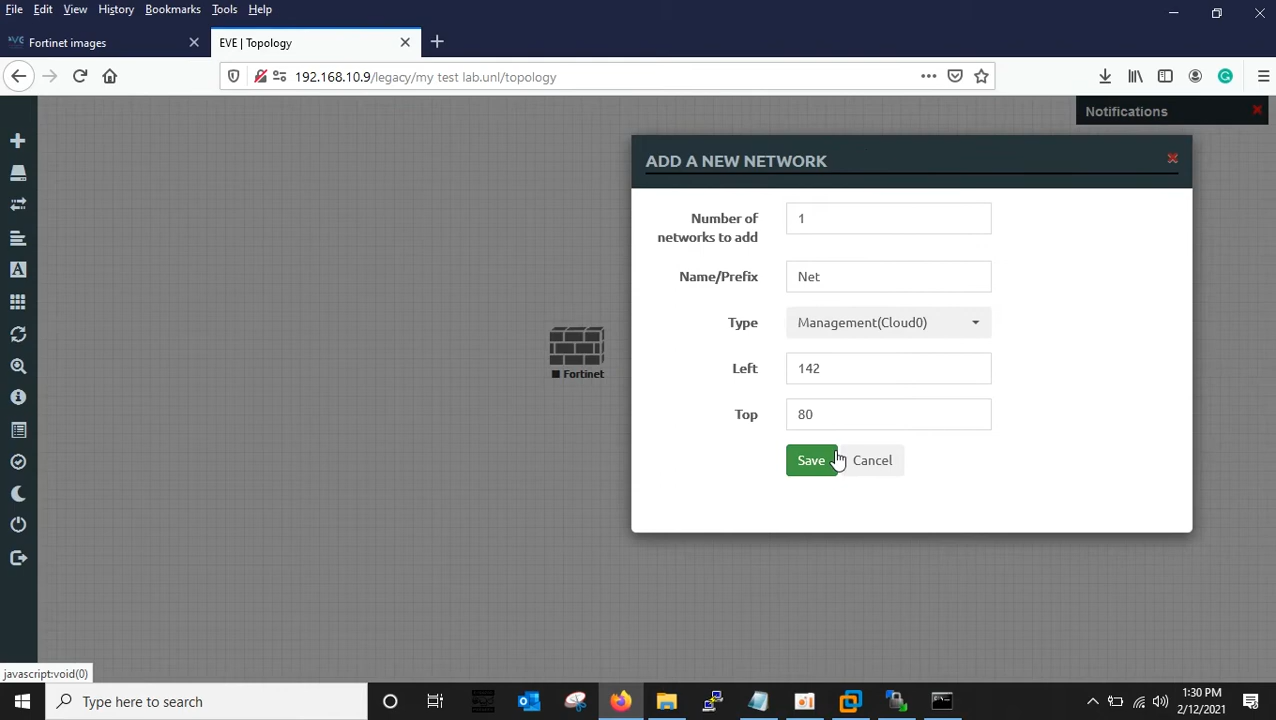 File Edit View History Bookmarks Tools Help
Fortinet images
EVE | Topology
192.168.10.9/legacy/my test lab.unl/topology
Notifications
ADD A NEW NETWORK
Number of
networks to add
1
Name/Prefix
Net
Type
Management(Cloud0)
Left
142
Top
80
Save
Cancel
Fortinet
javascript:void(0)
Type here to search
1:30 PM
2/12/2021